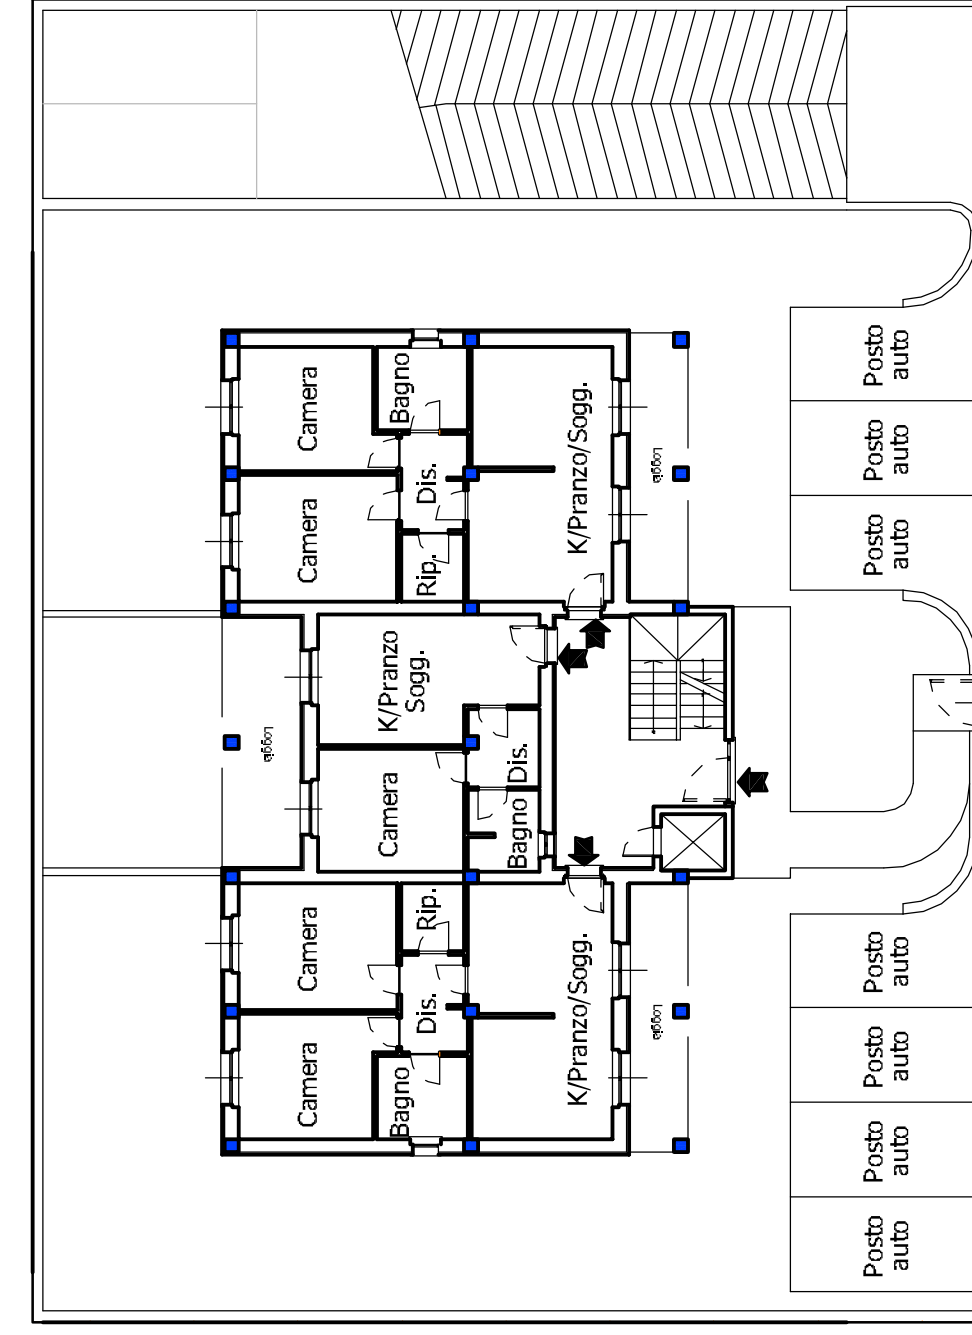 Posto
auto
Posto
auto
Posto
auto
Camera
Bagno
K/Pranzo/Sogg.
Loggia
Dis.
Camera
Rip.
K/Pranzo
Sogg.
Loggia
Camera
Dis.
Bagno
Camera
Rip.
Dis.
K/Pranzo/Sogg.
Loggia
Camera
Bagno
Posto
auto
Posto
auto
Posto
auto
Posto
auto